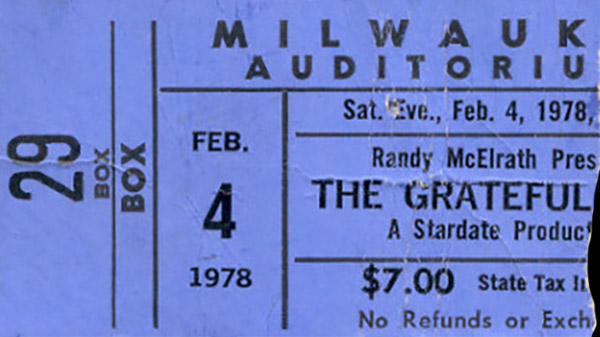 29
BOX
BOX
MILWAUK
AUDITORIU
FEB.
4
1978
Sat. Eve., Feb. 4, 1978,
Randy McElrath Pres
THE GRATEFUL
A Stardate Product
$7.00 State Tax I
No Refunds or Exch